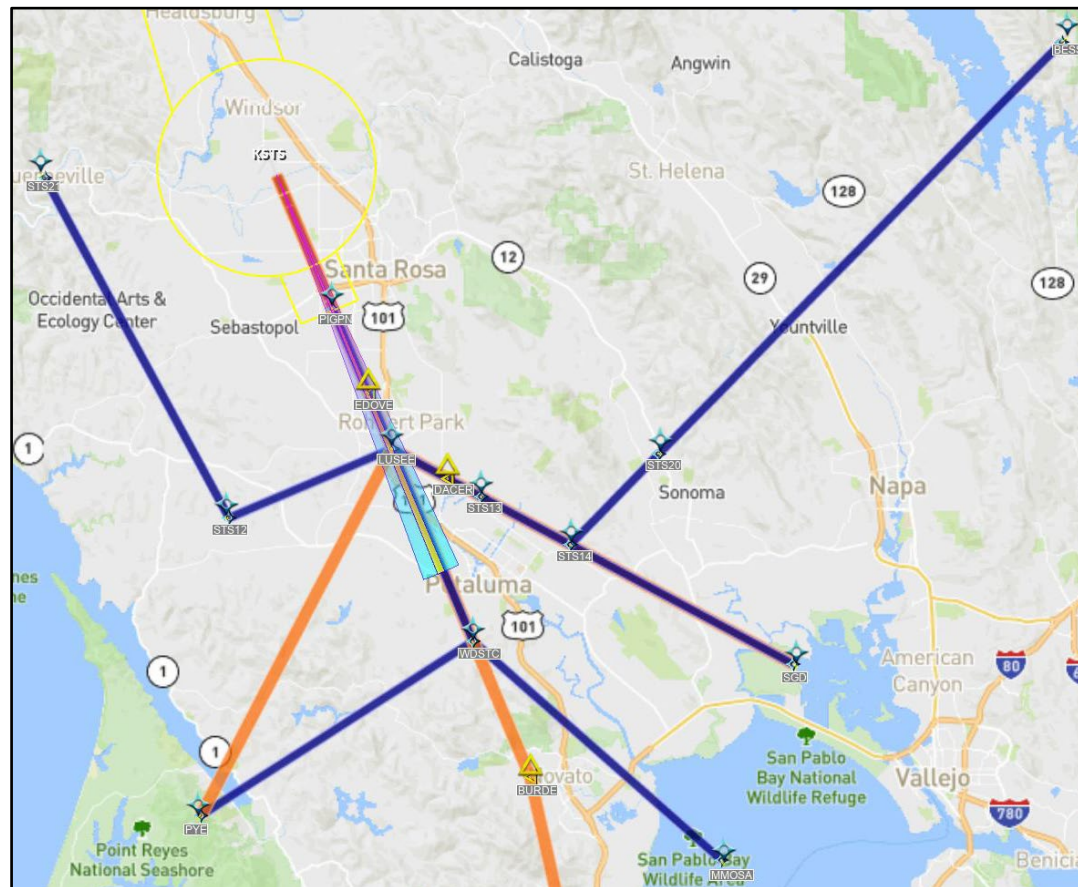 Healdsburg
Calistoga
Angwin
BESS
Windsor
KSTS
STS21
St. Helena
128
12
29
128
Santa Rosa
Occidental Arts &
Ecology Center
PIGPN
101
Sebastopol
Yountville
EDOVE
Rohnert Park
1
LUSEE
STS20
DACER
STS13
Sonoma
Napa
STS12
STS14
Petaluma
101
WDSTC
1
SGD
American
Canyon
80
1
San Pablo
Bay National
Wildlife Refuge
Novato
BURDE
Vallejo
PYE
780
Point Reyes
National Seashore
San Pablo Bay
Wildlife Area
MMOSA
Benicia